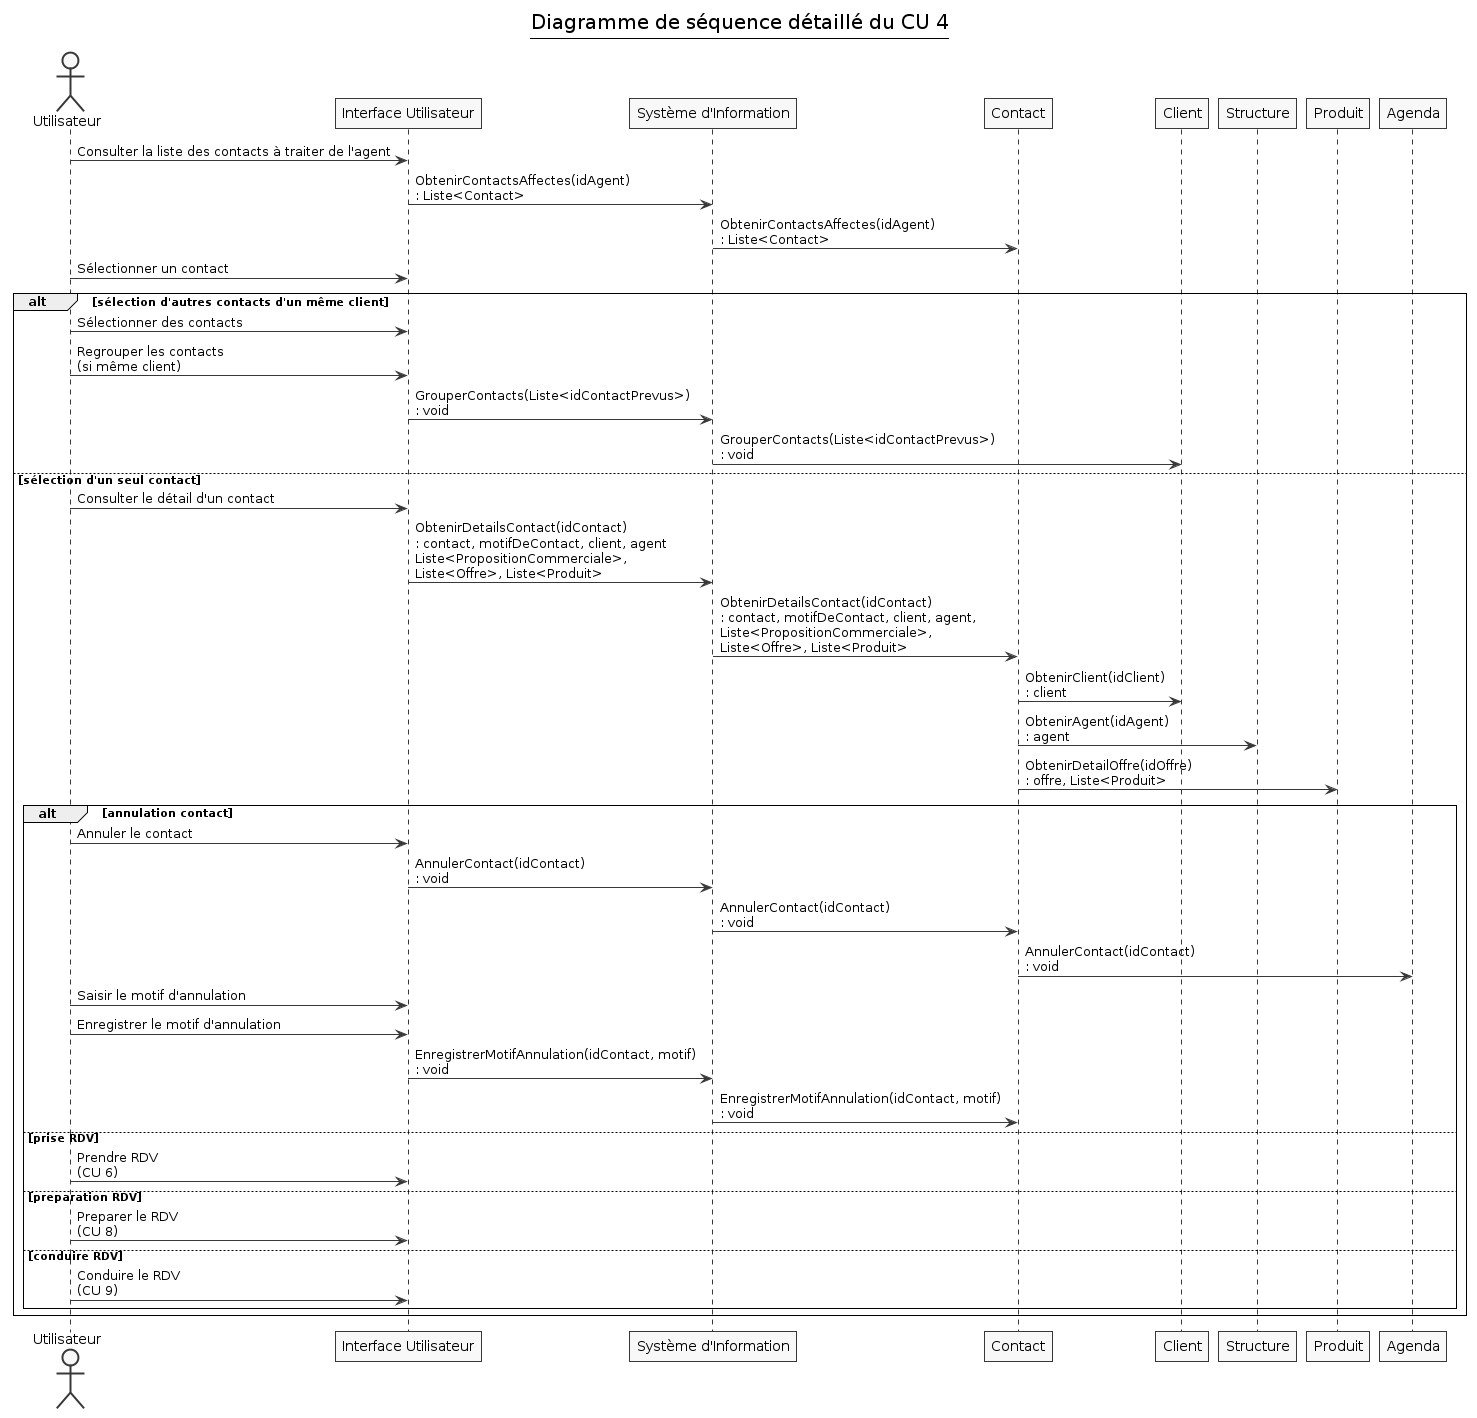 Diagramme de séquence détaillé du CU 4
Utilisateur
Interface Utilisateur
Système d'Information
Contact
Client
Structure
Produit
Agenda
Consulter la liste des contacts à traiter de l'agent
ObtenirContactsAffectes(idAgent)
: Liste<Contact>
ObtenirContactsAffectes(idAgent)
: Liste<Contact>
Sélectionner un contact
alt
[sélection d'autres contacts d'un même client]
Sélectionner des contacts
Regrouper les contacts
(si même client)
GrouperContacts(Liste<idContactPrevus>)
: void
GrouperContacts(Liste<idContactPrevus>)
: void
[sélection d'un seul contact]
Consulter le détail d'un contact
ObtenirDetailsContact(idContact)
: contact, motifDeContact, client, agent
Liste<PropositionCommerciale>,
Liste<Offre>, Liste<Produit>
ObtenirDetailsContact(idContact)
: contact, motifDeContact, client, agent,
Liste<PropositionCommerciale>,
Liste<Offre>, Liste<Produit>
ObtenirClient(idClient)
: client
ObtenirAgent(idAgent)
: agent
ObtenirDetailOffre(idOffre)
: offre, Liste<Produit>
alt
[annulation contact]
Annuler le contact
AnnulerContact(idContact)
: void
AnnulerContact(idContact)
: void
AnnulerContact(idContact)
: void
Saisir le motif d'annulation
Enregistrer le motif d'annulation
EnregistrerMotifAnnulation(idContact, motif)
: void
EnregistrerMotifAnnulation(idContact, motif)
: void
[prise RDV]
Prendre RDV
(CU 6)
[preparation RDV]
Preparer le RDV
(CU 8)
[conduire RDV]
Conduire le RDV
(CU 9)
Utilisateur
Interface Utilisateur
Système d'Information
Contact
Client
Structure
Produit
Agenda